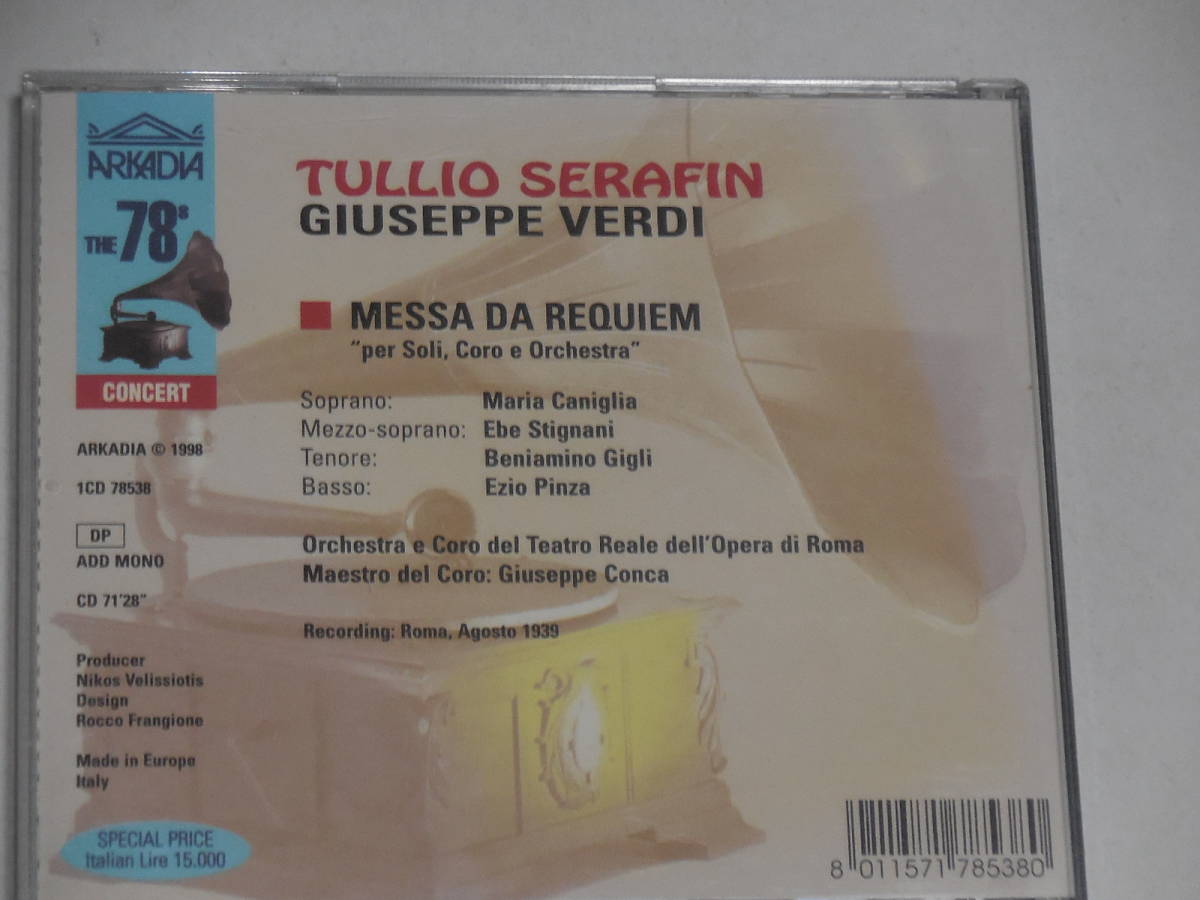 ARKADIA
THE 78s
CONCERT
TULLIO SERAFIN
GIUSEPPE VERDI
MESSA DA REQUIEM
"per Soli, Coro e Orchestra"
Soprano: Maria Caniglia
Mezzo-soprano: Ebe Stignani
Tenore: Beniamino Gigli
Basso: Ezio Pinza
Orchestra e Coro del Teatro Reale dell'Opera di Roma
Maestro del Coro: Giuseppe Conca
Recording: Roma, Agosto 1939
ARKADIA © 1998
1CD 78538
DP
ADD MONO
CD 71'28"
Producer
Nikos Velissiotis
Design
Rocco Frangione
Made in Europe
Italy
SPECIAL PRICE
Italian Lire 15.000
8 011571 785380